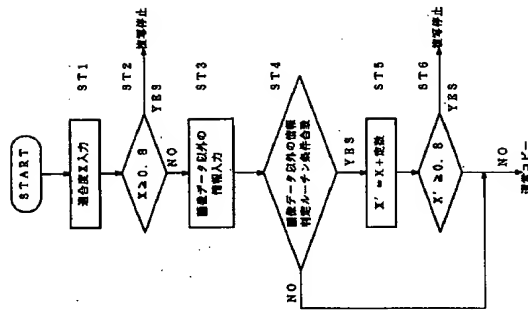 START
適合度X入力
ST1
X≥0.8
ST2
YES
複写停止
NO
画像データ以外の
情報入力
ST3
画像データ以外の情報
判定ルーチン条件合致
ST4
NO
YES
X'=X+定数
ST5
X'≥0.8
ST6
YES
複写停止
NO
通常コピー